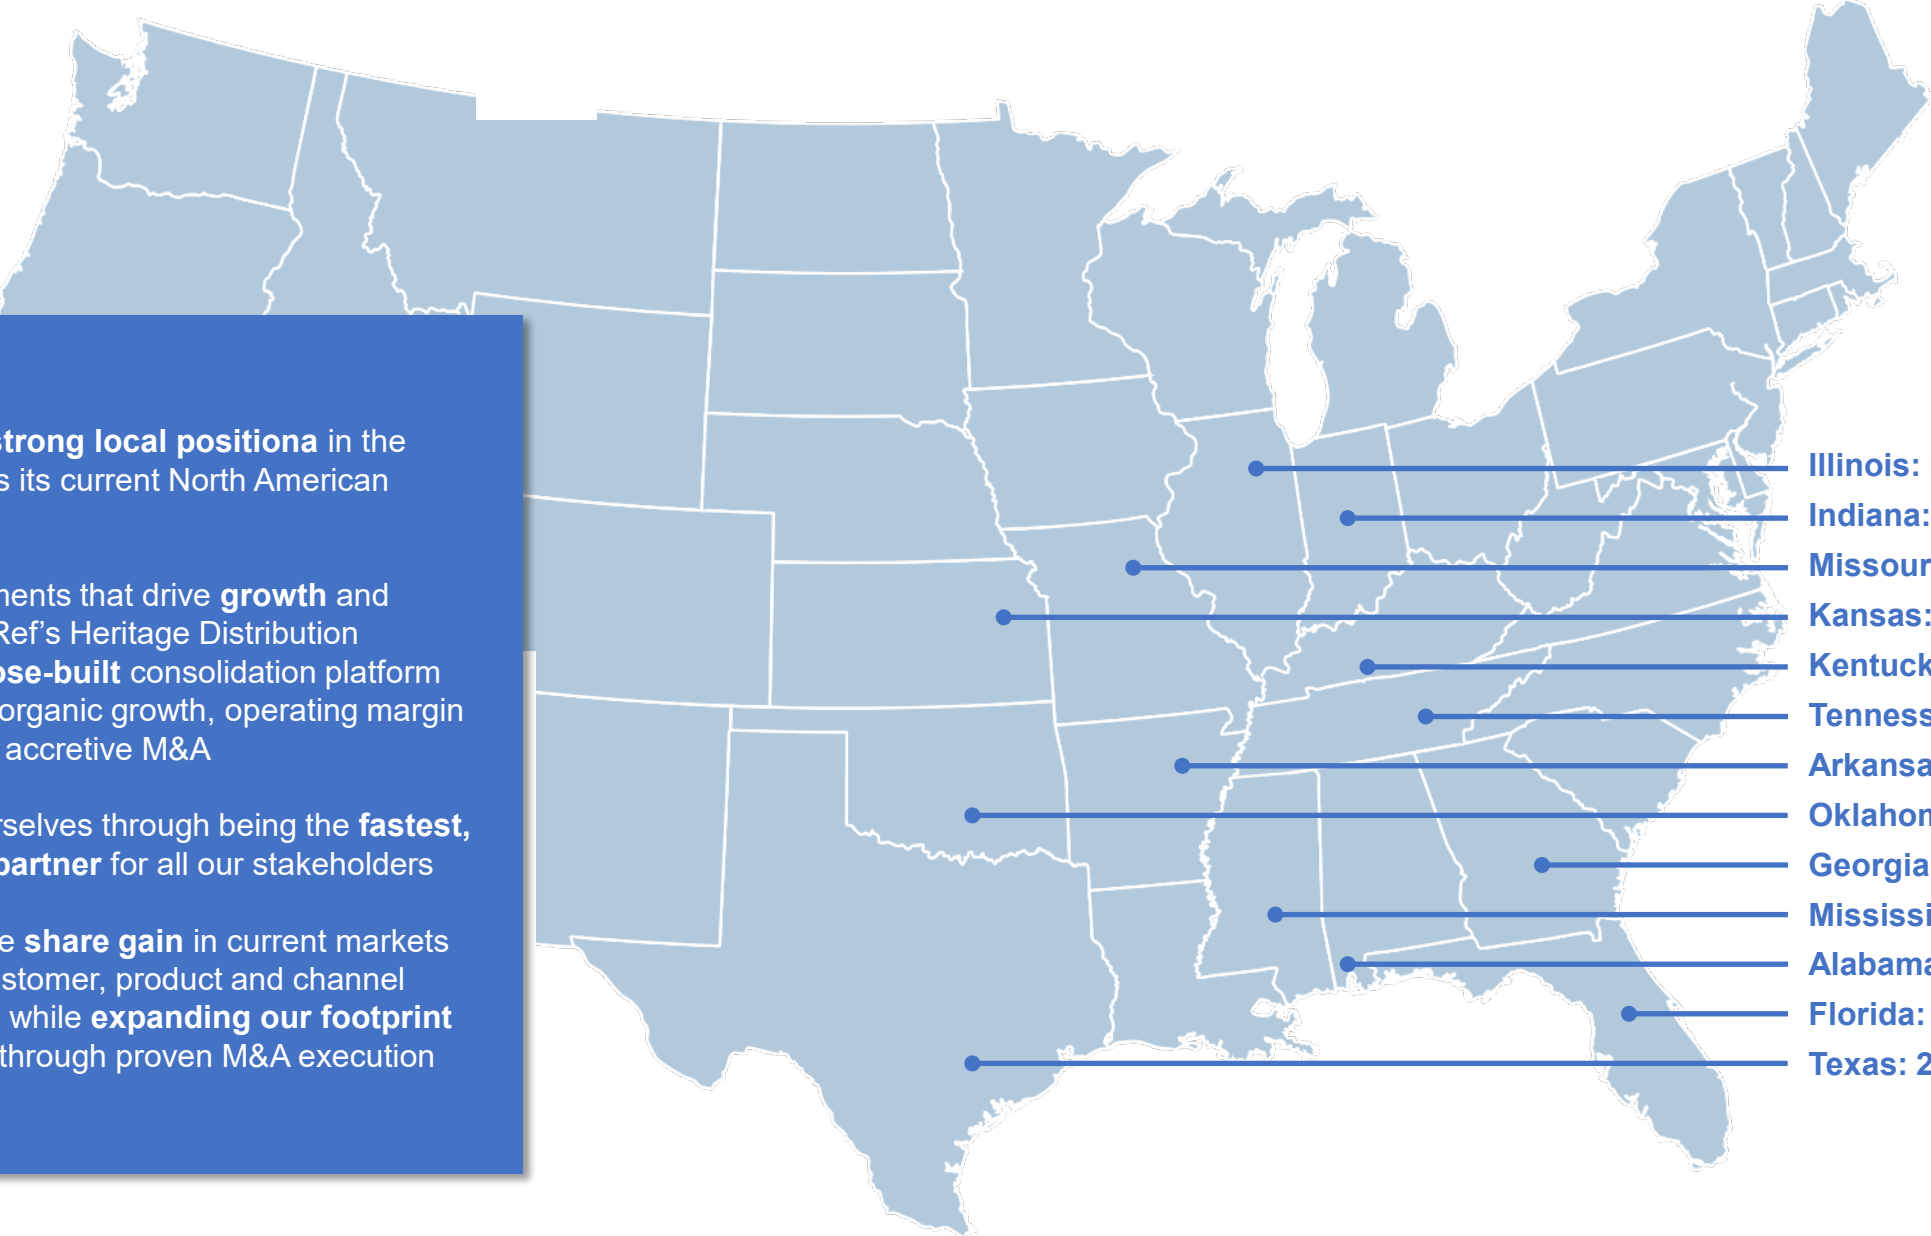 strong local positiona in the
s its current North American
ments that drive growth and
Ref’s Heritage Distribution
ose-built consolidation platform
organic growth, operating margin
accretive M&A
rselves through being the fastest,
partner for all our stakeholders
e share gain in current markets
stomer, product and channel
while expanding our footprint
through proven M&A execution
Illinois:
Indiana:
Missour
Kansas:
Kentuck
Tenness
Arkansa
Oklahon
Georgia
Mississi
Alabama
Florida:
Texas: 2